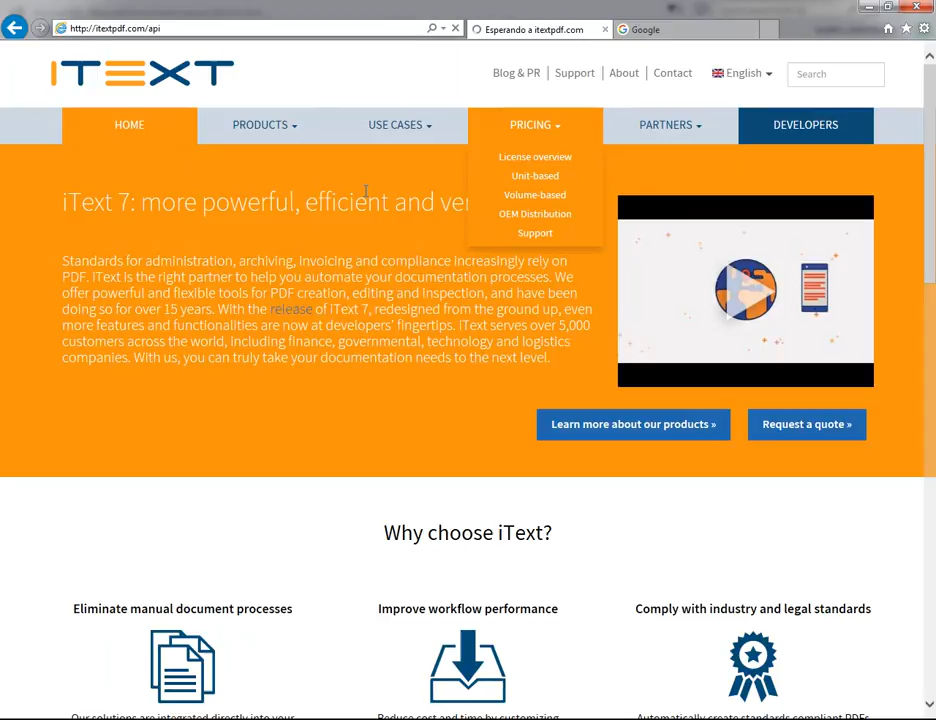 http://itextpdf.com/api
Esperando a itextpdf.com
Google
iTEXT
Blog & PR
Support
About
Contact
English
Search
HOME
PRODUCTS
USE CASES
PRICING
PARTNERS
DEVELOPERS
License overview
Unit-based
Volume-based
OEM Distribution
Support
iText 7: more powerful, efficient and ver
Standards for administration, archiving, invoicing and compliance increasingly rely on
PDF. iText is the right partner to help you automate your documentation processes. We
offer powerful and flexible tools for PDF creation, editing and inspection, and have been
doing so for over 15 years. With the release of iText 7, redesigned from the ground up, even
more features and functionalities are now at developers' fingertips. iText serves over 5,000
customers across the world, including finance, governmental, technology and logistics
companies. With us, you can truly take your documentation needs to the next level.
Learn more about our products »
Request a quote »
Why choose iText?
Eliminate manual document processes
Improve workflow performance
Comply with industry and legal standards
Our solutions are integrated directly into your
Reduce cost and time by customizing
Automatically create standards compliant PDFs